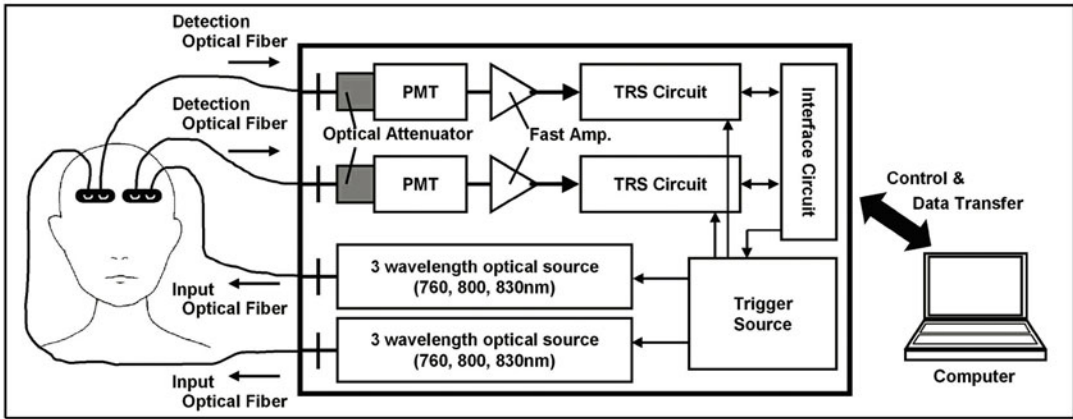 Detection
Optical Fiber
PMT
TRS Circuit
Interface Circuit
Detection
Optical Fiber
Optical Attenuator
Fast Amp.
PMT
TRS Circuit
Control &
Data Transfer
3 wavelength optical source
(760, 800, 830nm)
Input
Optical Fiber
Trigger
Source
3 wavelength optical source
(760, 800, 830nm)
Input
Optical Fiber
Computer